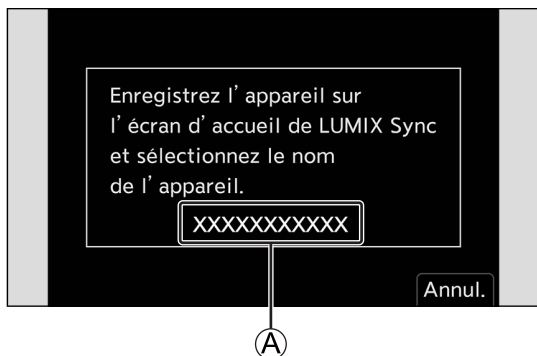 Enregistrez l'appareil sur
l'écran d'accueil de LUMIX Sync
et sélectionnez le nom
de l'appareil.
XXXXXXXXXXX
Annul.
A